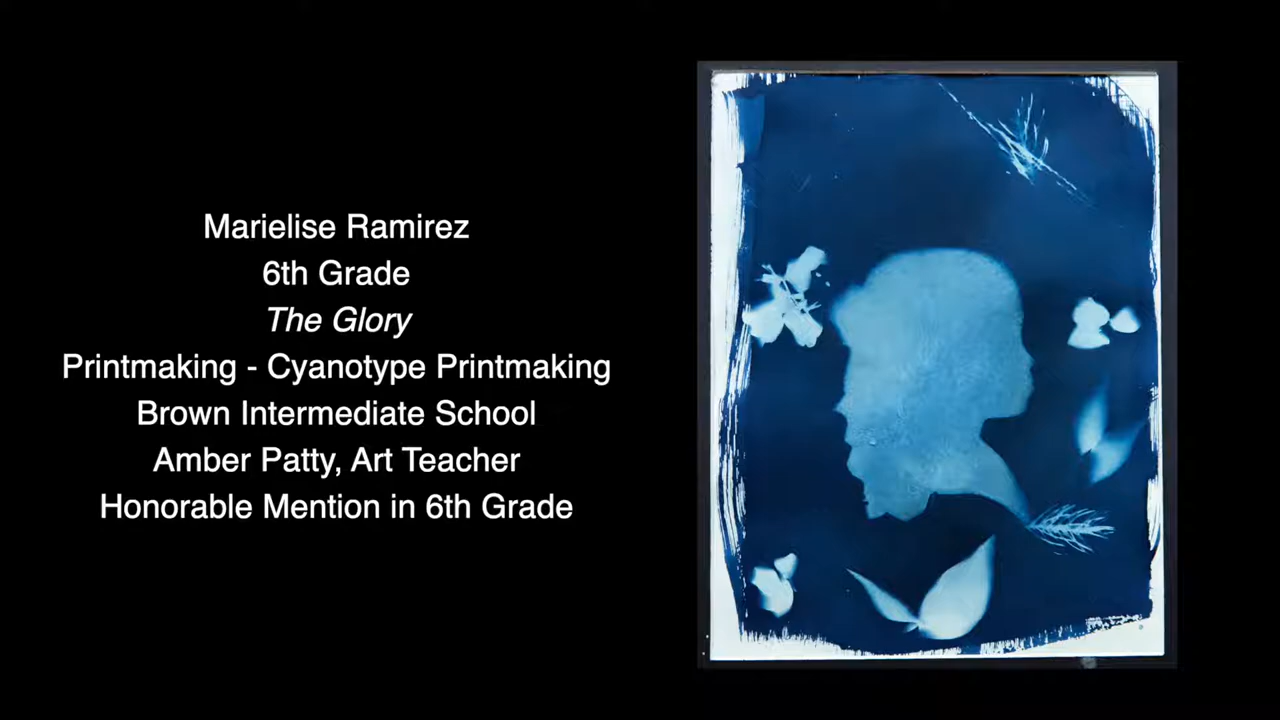 Marielise Ramirez
6th Grade
The Glory
Printmaking - Cyanotype Printmaking
Brown Intermediate School
Amber Patty, Art Teacher
Honorable Mention in 6th Grade